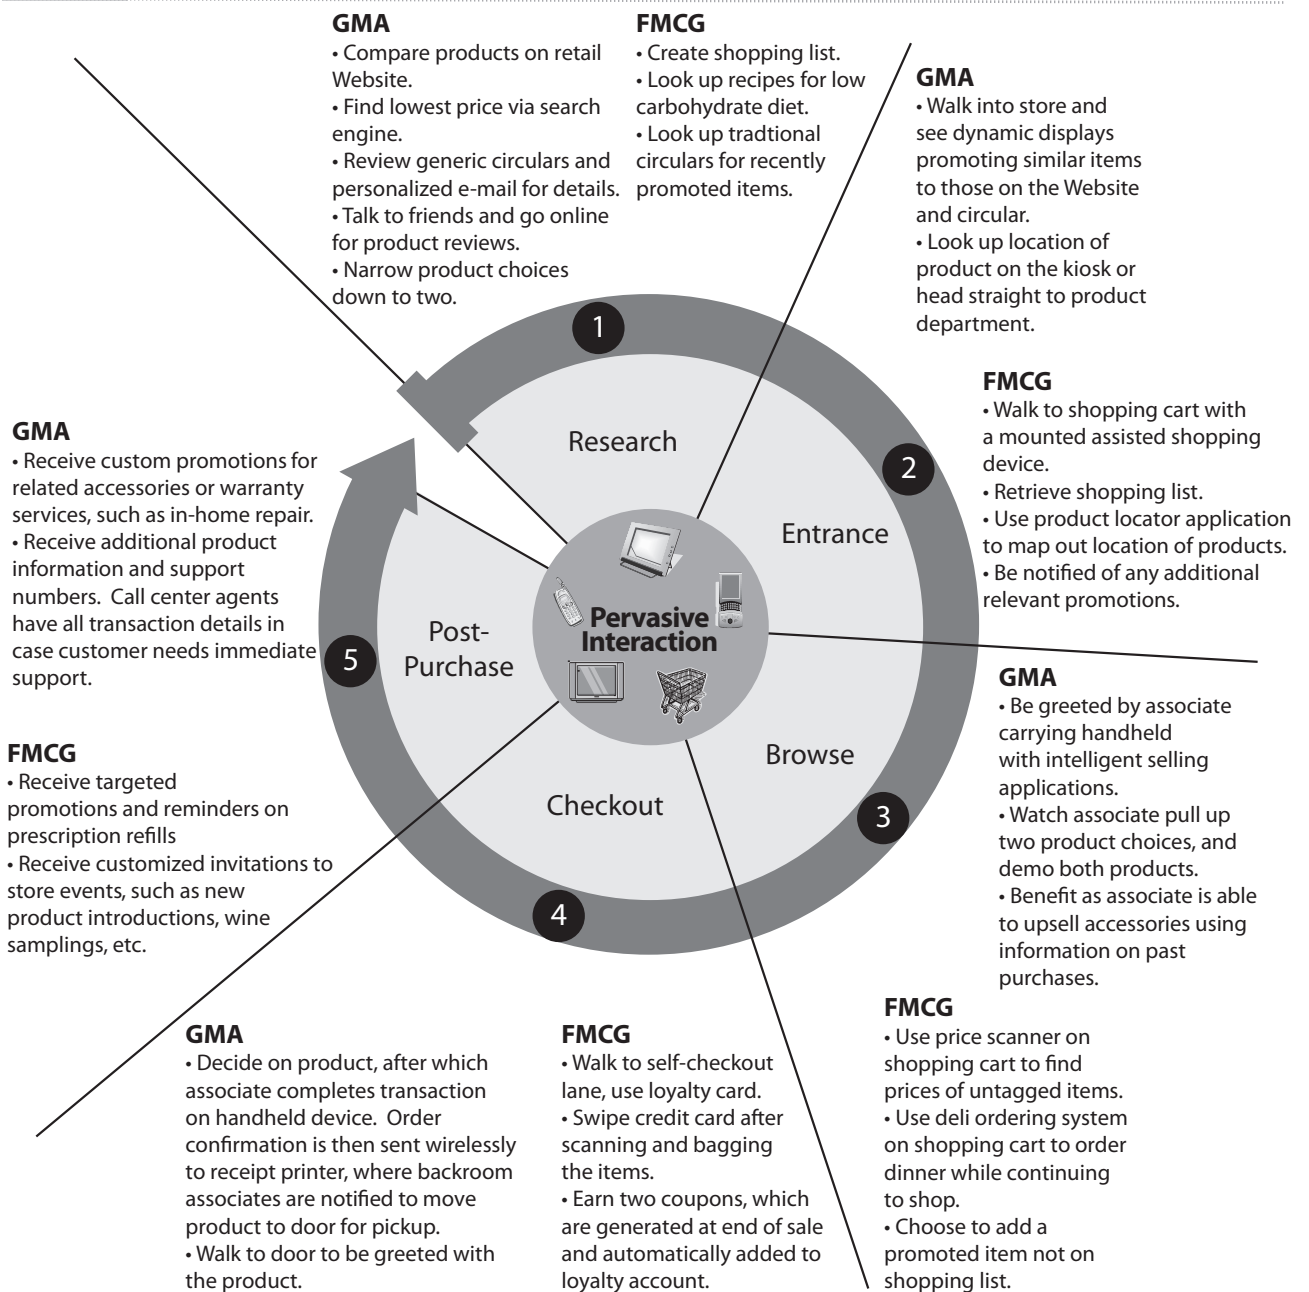 GMA
• Compare products on retail
Website.
• Find lowest price via search
engine.
• Review generic circulars and
personalized e-mail for details.
• Talk to friends and go online
for product reviews.
• Narrow product choices
down to two.
FMCG
• Create shopping list.
• Look up recipes for low
carbohydrate diet.
• Look up tradtional
circulars for recently
promoted items.
GMA
• Walk into store and
see dynamic displays
promoting similar items
to those on the Website
and circular.
• Look up location of
product on the kiosk or
head straight to product
department.
FMCG
• Walk to shopping cart with
a mounted assisted shopping
device.
• Retrieve shopping list.
• Use product locator application
to map out location of products.
• Be notified of any additional
relevant promotions.
GMA
• Be greeted by associate
carrying handheld
with intelligent selling
applications.
• Watch associate pull up
two product choices, and
demo both products.
• Benefit as associate is able
to upsell accessories using
information on past
purchases.
FMCG
• Use price scanner on
shopping cart to find
prices of untagged items.
• Use deli ordering system
on shopping cart to order
dinner while continuing
to shop.
• Choose to add a
promoted item not on
shopping list.
GMA
• Decide on product, after which
associate completes transaction
on handheld device. Order
confirmation is then sent wirelessly
to receipt printer, where backroom
associates are notified to move
product to door for pickup.
• Walk to door to be greeted with
the product.
FMCG
• Walk to self-checkout
lane, use loyalty card.
• Swipe credit card after
scanning and bagging
the items.
• Earn two coupons, which
are generated at end of sale
and automatically added to
loyalty account.
GMA
• Receive custom promotions for
related accessories or warranty
services, such as in-home repair.
• Receive additional product
information and support
numbers. Call center agents
have all transaction details in
case customer needs immediate
support.
FMCG
• Receive targeted
promotions and reminders on
prescription refills
• Receive customized invitations to
store events, such as new
product introductions, wine
samplings, etc.
1
Research
2
Entrance
3
Browse
4
Checkout
5
Post-
Purchase
Pervasive
Interaction